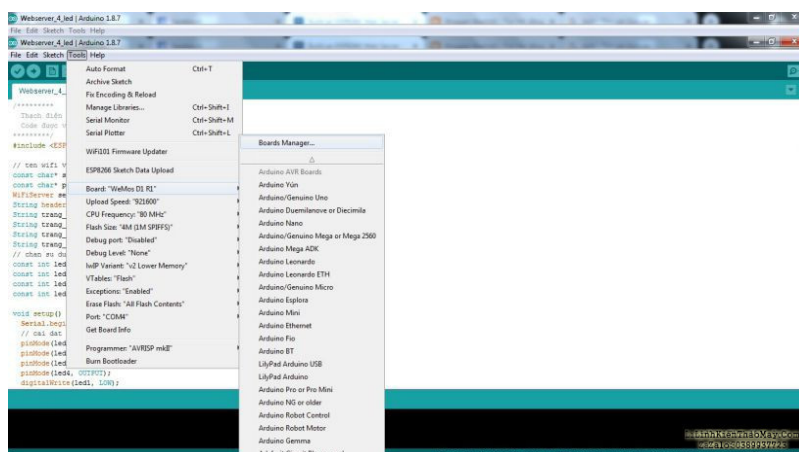 Webserver_4_led | Arduino 1.8.7
File Edit Sketch Tools Help
Webserver_4_led | Arduino 1.8.7
File Edit Sketch Tools Help
Webserver_4_
Auto Format Ctrl+T
Archive Sketch
Fix Encoding & Reload
Manage Libraries... Ctrl+Shift+I
Serial Monitor Ctrl+Shift+M
Serial Plotter Ctrl+Shift+L
WiFi101 Firmware Updater
ESP8266 Sketch Data Upload
Board: "WeMos D1 R1"
Upload Speed: "921600"
CPU Frequency: "80 MHz"
Flash Size: "4M (1M SPIFFS)"
Debug port: "Disabled"
Debug Level: "None"
lwIP Variant: "v2 Lower Memory"
VTables: "Flash"
Exceptions: "Enabled"
Erase Flash: "All Flash Contents"
Port: "COM4"
Get Board Info
Programmer: "AVRISP mkII"
Burn Bootloader
Boards Manager...
Arduino AVR Boards
Arduino Yún
Arduino/Genuino Uno
Arduino Duemilanove or Diecimila
Arduino Nano
Arduino/Genuino Mega or Mega 2560
Arduino Mega ADK
Arduino Leonardo
Arduino Leonardo ETH
Arduino/Genuino Micro
Arduino Esplora
Arduino Mini
Arduino Ethernet
Arduino Fio
Arduino BT
LilyPad Arduino USB
LilyPad Arduino
Arduino Pro or Pro Mini
Arduino NG or older
Arduino Robot Control
Arduino Robot Motor
Arduino Gemma
/*********
Thach điện
Code được v
*********/
#include <ESP
// ten wifi v
const char* s
const char* p
WiFiServer se
String header
String trang_
String trang_
String trang_
String trang_
// chan su du
const int led
const int led
const int led
const int led
void setup()
Serial.begi
// cai dat
pinMode(led
pinMode(led
pinMode(led
pinMode(led4, OUTPUT);
digitalWrite(led1, LOW);